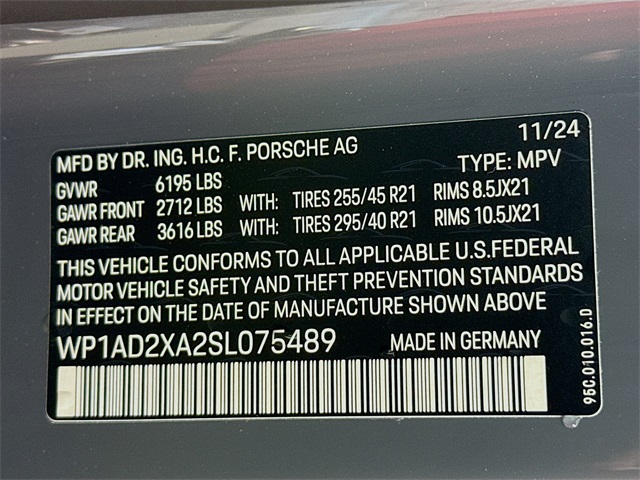 MFD BY DR. ING. H.C. F. PORSCHE AG 11/24
GVWR 6195 LBS TYPE: MPV
GAWR FRONT 2712 LBS WITH: TIRES 255/45 R21 RIMS 8.5JX21
GAWR REAR 3616 LBS WITH: TIRES 295/40 R21 RIMS 10.5JX21
THIS VEHICLE CONFORMS TO ALL APPLICABLE U.S.FEDERAL
MOTOR VEHICLE SAFETY AND THEFT PREVENTION STANDARDS
IN EFFECT ON THE DATE OF MANUFACTURE SHOWN ABOVE
WP1AD2XA2SL075489 MADE IN GERMANY
95C.010.016.D